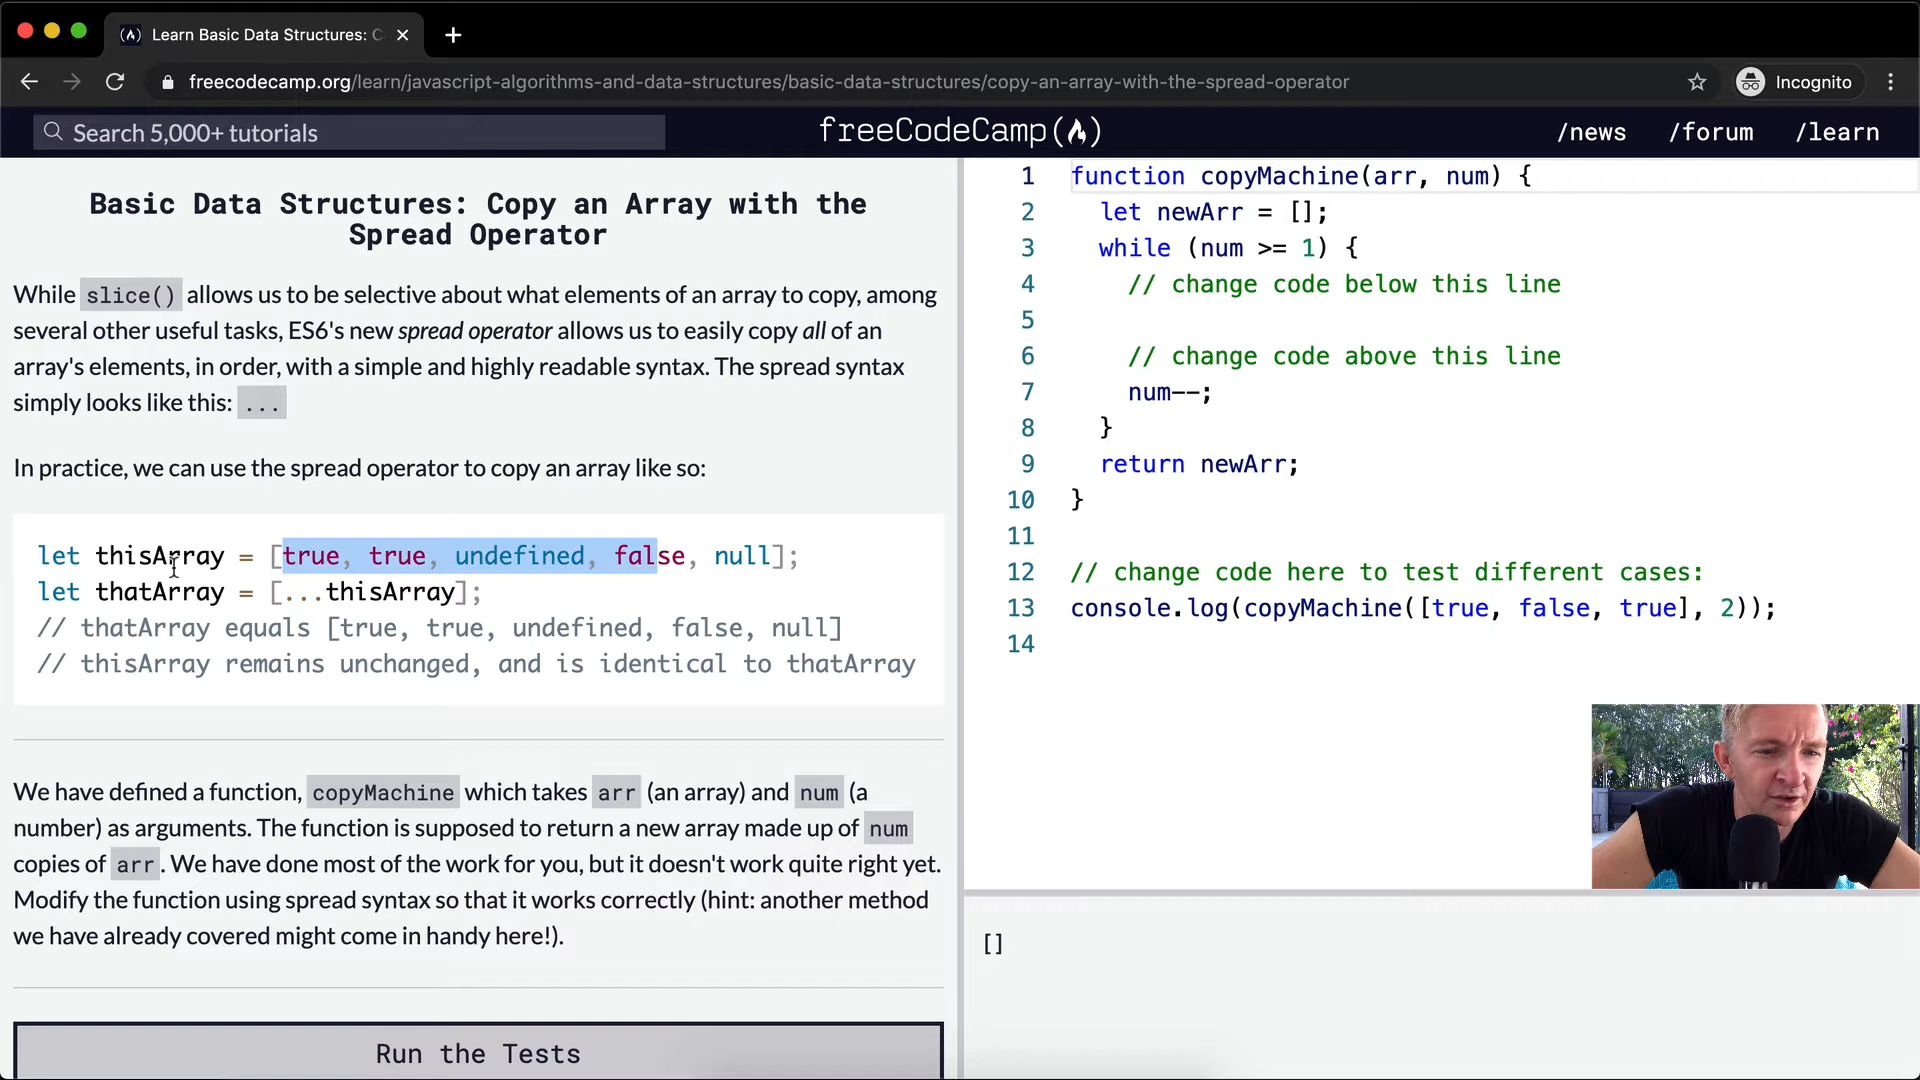 Learn Basic Data Structures: C
freecodecamp.org/learn/javascript-algorithms-and-data-structures/basic-data-structures/copy-an-array-with-the-spread-operator
Incognito
Search 5,000+ tutorials
freeCodeCamp
/news
/forum
/learn
Basic Data Structures: Copy an Array with the
Spread Operator
While slice() allows us to be selective about what elements of an array to copy, among
several other useful tasks, ES6's new spread operator allows us to easily copy all of an
array's elements, in order, with a simple and highly readable syntax. The spread syntax
simply looks like this: ...
In practice, we can use the spread operator to copy an array like so:
let thisArray = [true, true, undefined, false, null];
let thatArray = [...thisArray];
// thatArray equals [true, true, undefined, false, null]
// thisArray remains unchanged, and is identical to thatArray
We have defined a function, copyMachine which takes arr (an array) and num (a
number) as arguments. The function is supposed to return a new array made up of num
copies of arr. We have done most of the work for you, but it doesn't work quite right yet.
Modify the function using spread syntax so that it works correctly (hint: another method
we have already covered might come in handy here!).
Run the Tests
1 function copyMachine(arr, num) {
2 let newArr = [];
3 while (num >= 1) {
4 // change code below this line
5
6 // change code above this line
7 num--;
8 }
9 return newArr;
10 }
11
12 // change code here to test different cases:
13 console.log(copyMachine([true, false, true], 2));
14
[]